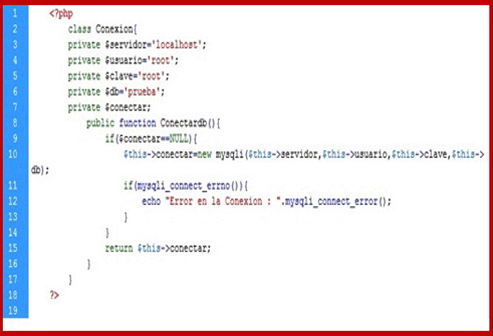 1 <?php
2 class Conexion{
3 private $servidor='localhost';
4 private $usuario='root';
5 private $clave='root';
6 private $db='prueba';
7 private $conectar;
8 public function Conectardb(){
9 if($conectar==NULL){
10 $this->conectar=new mysqli($this->servidor,$this->usuario,$this->clave,$this->
db);
11 if(mysqli_connect_errno()){
12 echo "Error en la Conexion : ".mysqli_connect_error();
13 }
14 }
15 return $this->conectar;
16 }
17 }
18 ?>
19